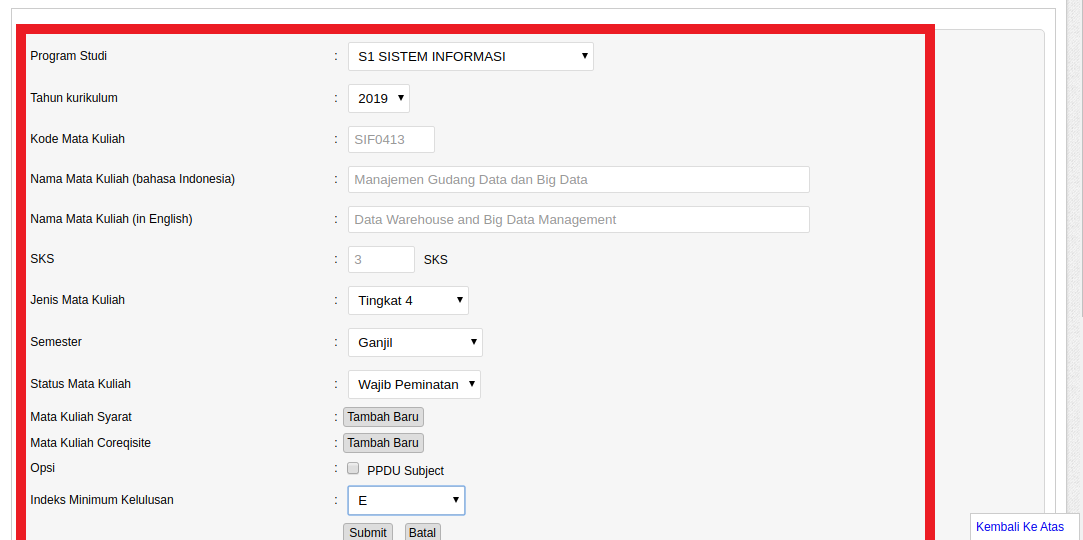 Program Studi : S1 SISTEM INFORMASI
Tahun kurikulum : 2019
Kode Mata Kuliah : SIF0413
Nama Mata Kuliah (bahasa Indonesia) : Manajemen Gudang Data dan Big Data
Nama Mata Kuliah (in English) : Data Warehouse and Big Data Management
SKS : 3 SKS
Jenis Mata Kuliah : Tingkat 4
Semester : Ganjil
Status Mata Kuliah : Wajib Peminatan
Mata Kuliah Syarat : Tambah Baru
Mata Kuliah Coreqisite : Tambah Baru
Opsi : PPDU Subject
Indeks Minimum Kelulusan : E
Submit Batal
Kembali Ke Atas